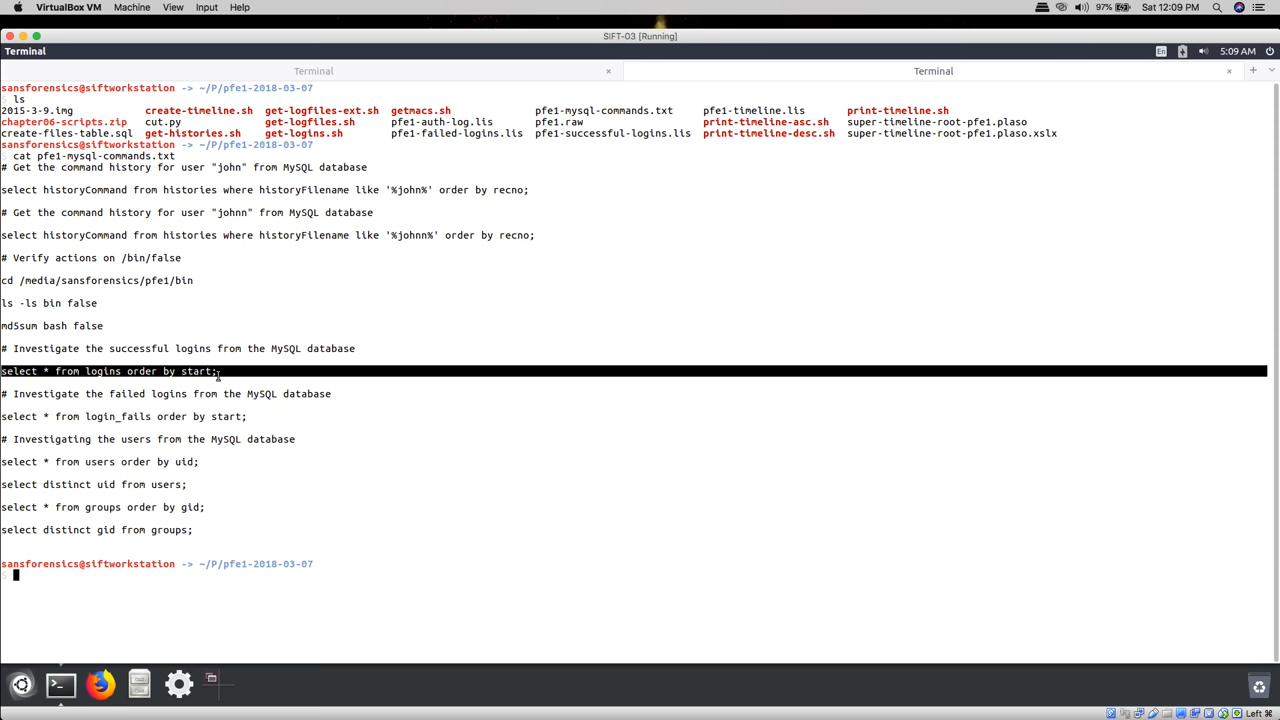 VirtualBox VM Machine View Input Help 97% Sat 12:09 PM
SIFT-03 [Running]
Terminal En 5:09 AM
Terminal × Terminal × +
sansforensics@siftworkstation -> ~/P/pfe1-2018-03-07
$ ls
2015-3-9.img create-timeline.sh get-logfiles-ext.sh getmacs.sh pfe1-mysql-commands.txt pfe1-timeline.lis print-timeline.sh
chapter06-scripts.zip cut.py get-logfiles.sh pfe1-auth-log.lis pfe1.raw print-timeline-asc.sh super-timeline-root-pfe1.plaso
create-files-table.sql get-histories.sh get-logins.sh pfe1-failed-logins.lis pfe1-successful-logins.lis print-timeline-desc.sh super-timeline-root-pfe1.plaso.xslx
sansforensics@siftworkstation -> ~/P/pfe1-2018-03-07
$ cat pfe1-mysql-commands.txt
# Get the command history for user "john" from MySQL database
select historyCommand from histories where historyFilename like '%john%' order by recno;
# Get the command history for user "johnn" from MySQL database
select historyCommand from histories where historyFilename like '%johnn%' order by recno;
# Verify actions on /bin/false
cd /media/sansforensics/pfe1/bin
ls -ls bin false
md5sum bash false
# Investigate the successful logins from the MySQL database
select * from logins order by start;
# Investigate the failed logins from the MySQL database
select * from login_fails order by start;
# Investigating the users from the MySQL database
select * from users order by uid;
select distinct uid from users;
select * from groups order by gid;
select distinct gid from groups;
sansforensics@siftworkstation -> ~/P/pfe1-2018-03-07
$
Left ⌘